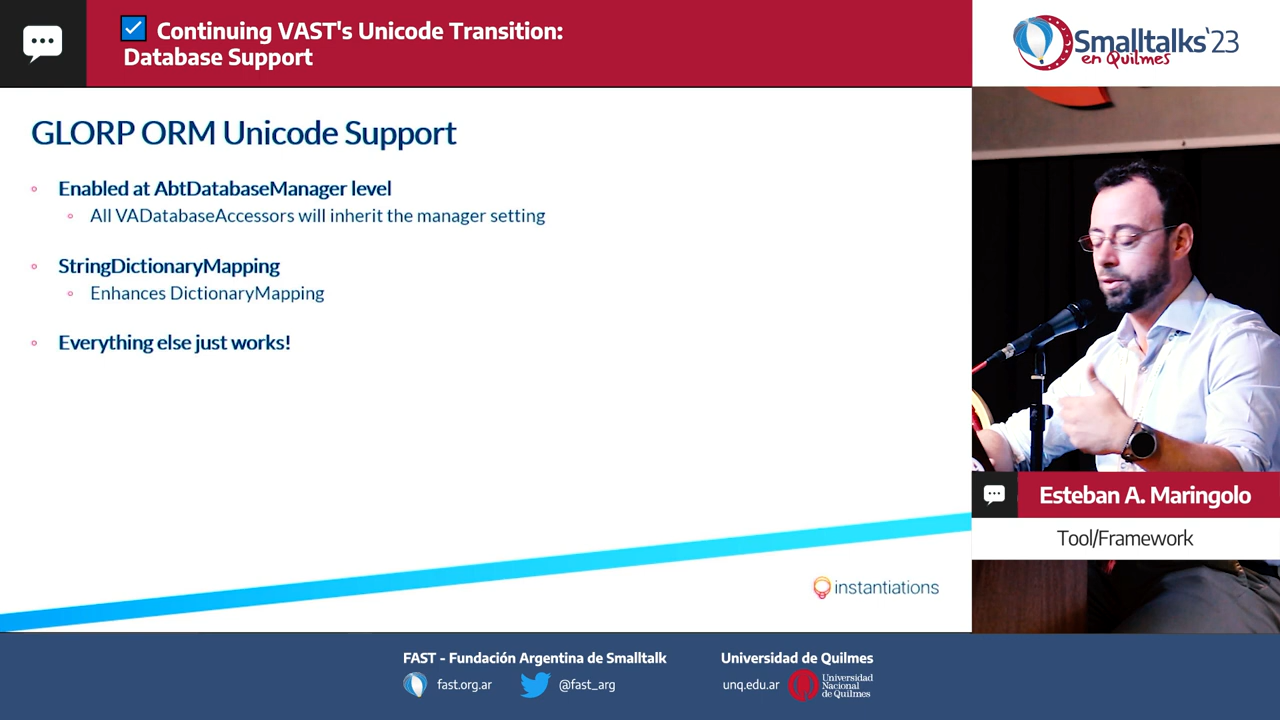 Continuing VAST's Unicode Transition:
Database Support
Smalltalks'23
en Quilmes
GLORP ORM Unicode Support
Enabled at AbtDatabaseManager level
All VADatabaseAccessors will inherit the manager setting
StringDictionaryMapping
Enhances DictionaryMapping
Everything else just works!
instantiations
Esteban A. Maringolo
Tool/Framework
FAST - Fundación Argentina de Smalltalk
fast.org.ar
@fast_arg
Universidad de Quilmes
unq.edu.ar
Universidad
Nacional
de Quilmes